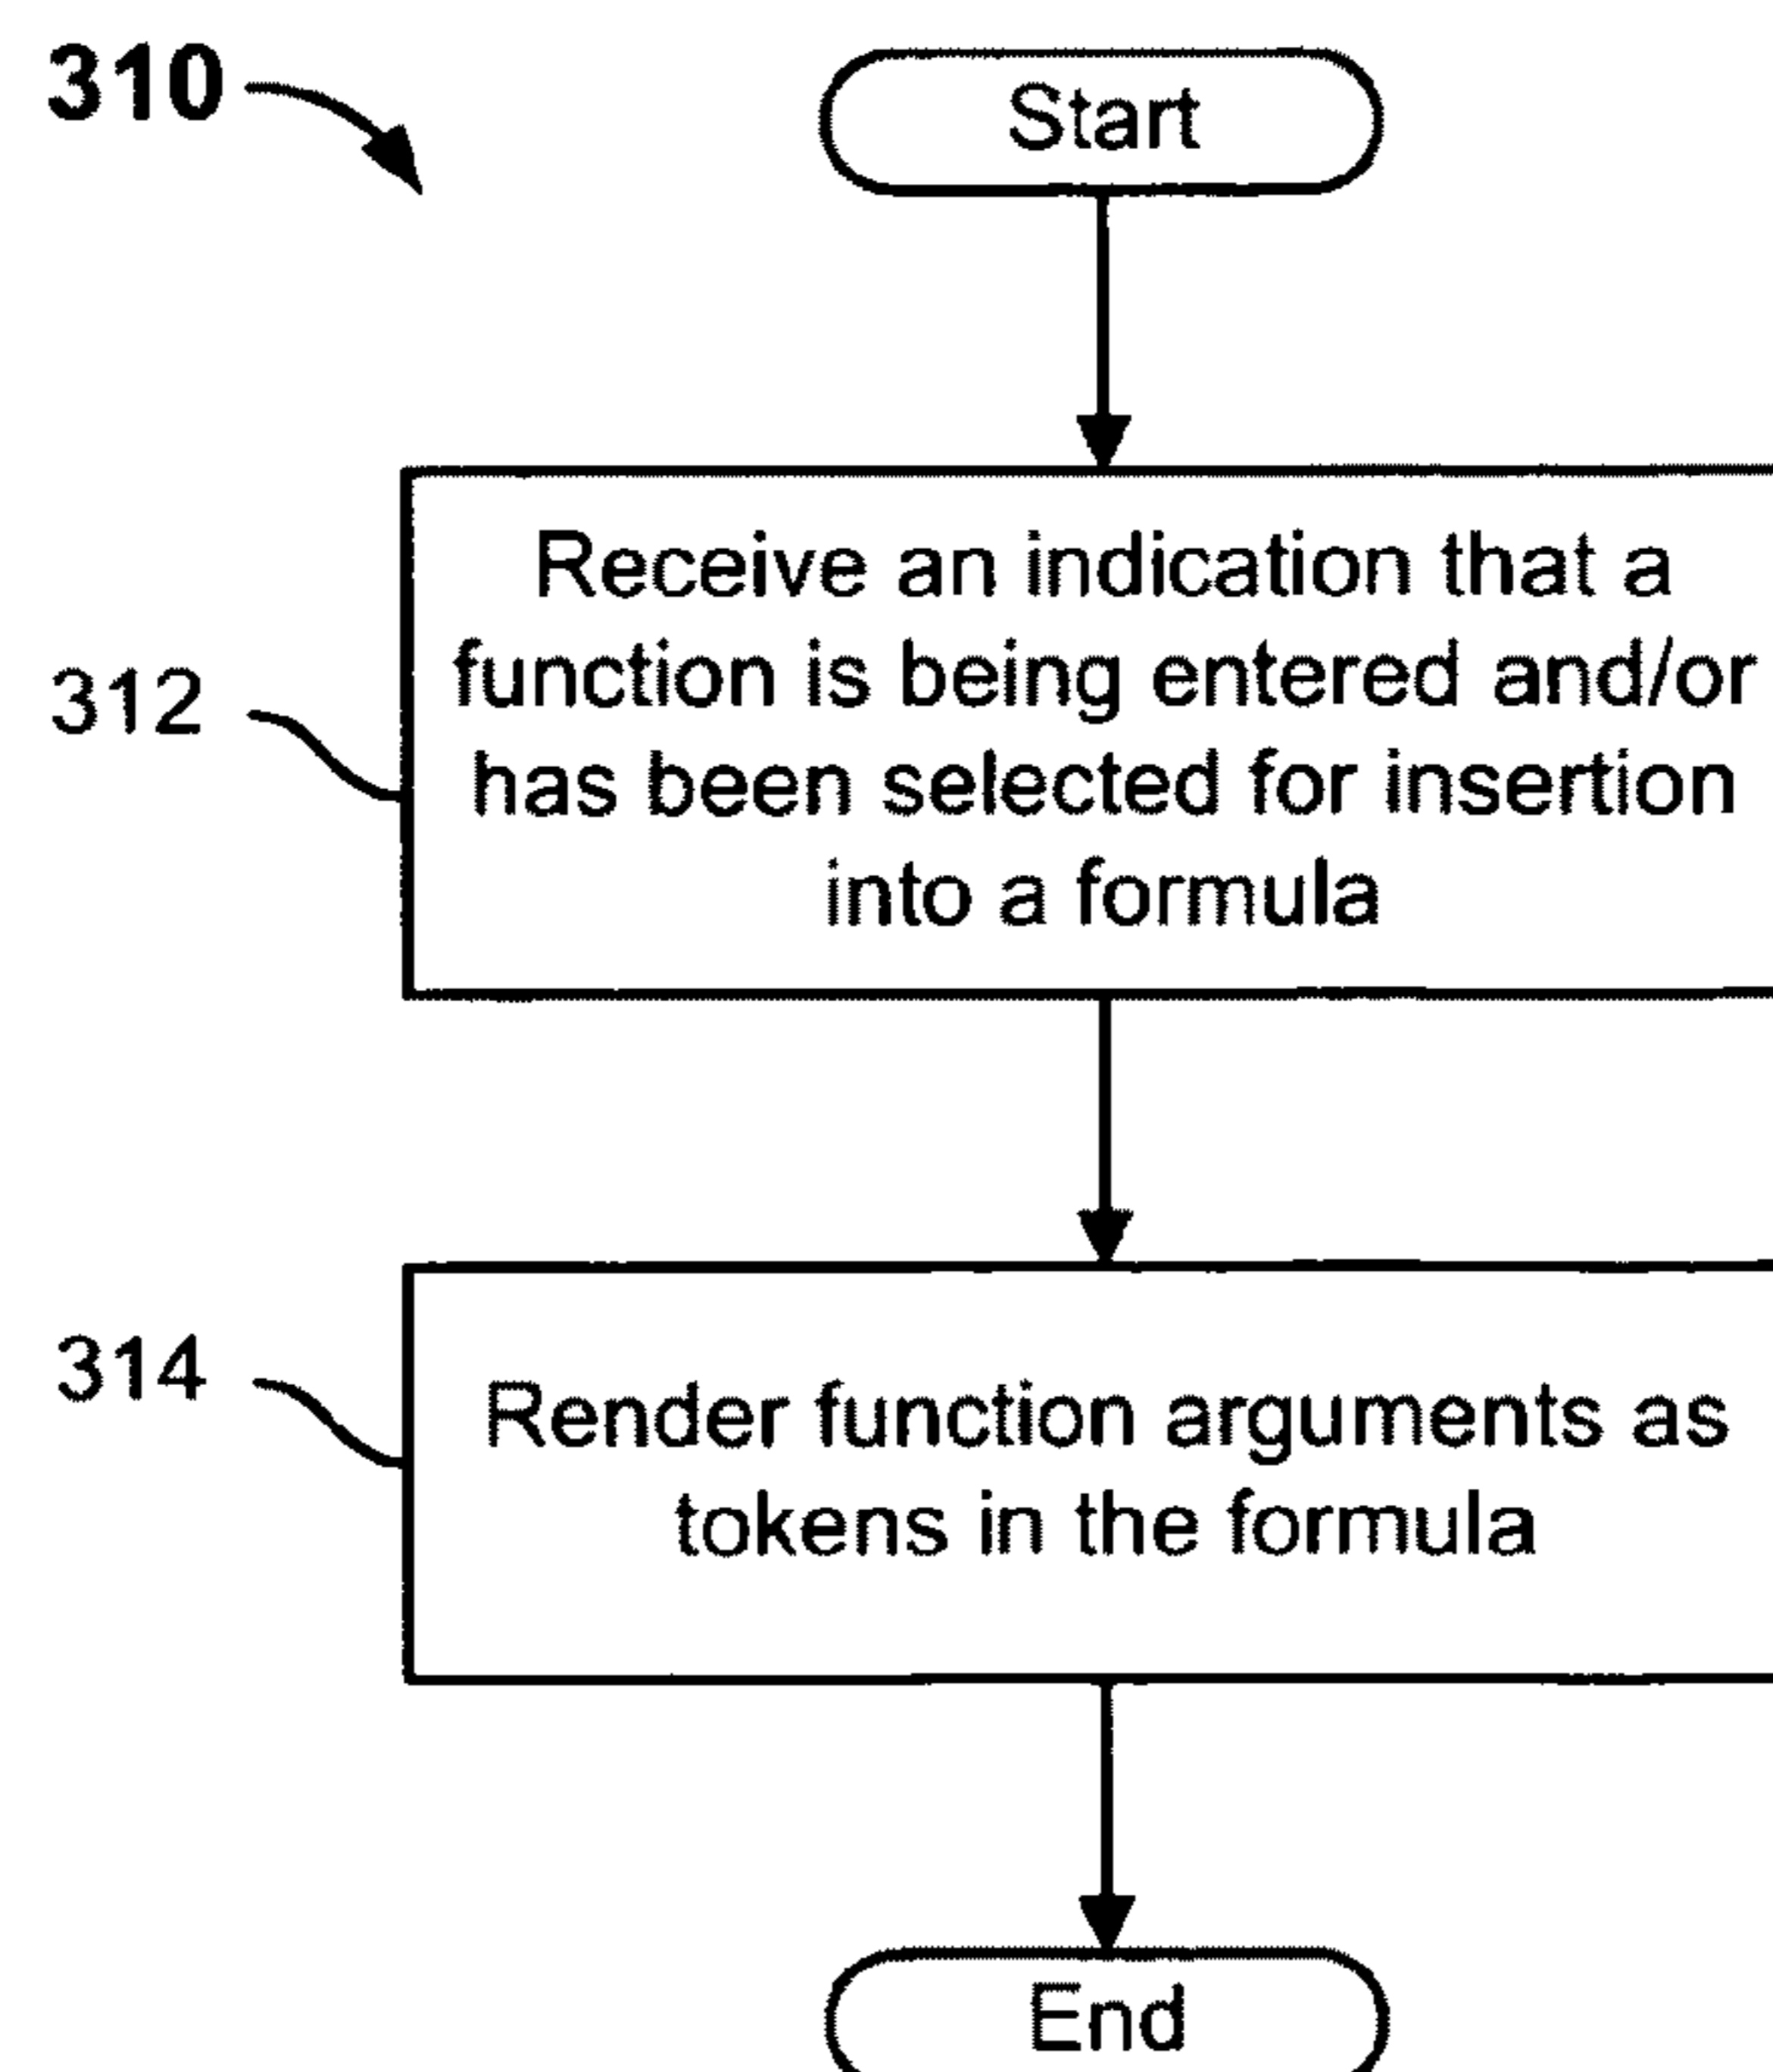 310
Start
Receive an indication that a
function is being entered and/or
has been selected for insertion
into a formula
312
314
Render function arguments as
tokens in the formula
End